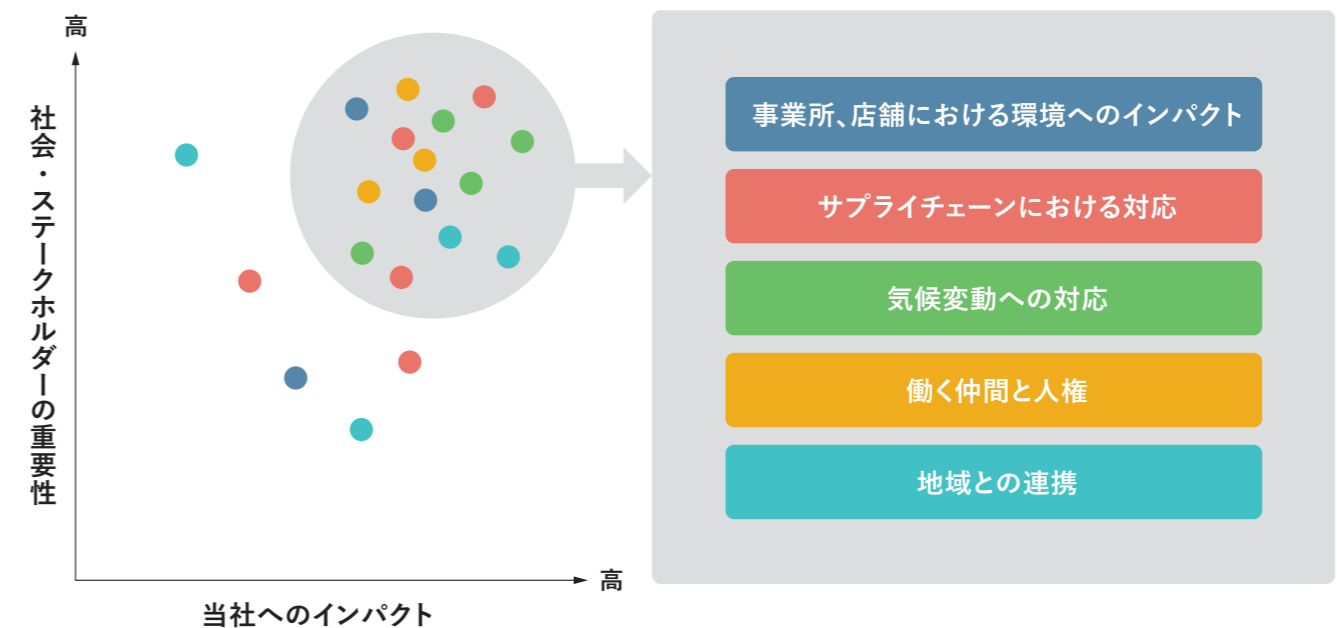 高
社会・ステークホルダーの重要性
高
当社へのインパクト
事業所、店舗における環境へのインパクト
サプライチェーンにおける対応
気候変動への対応
働く仲間と人権
地域との連携